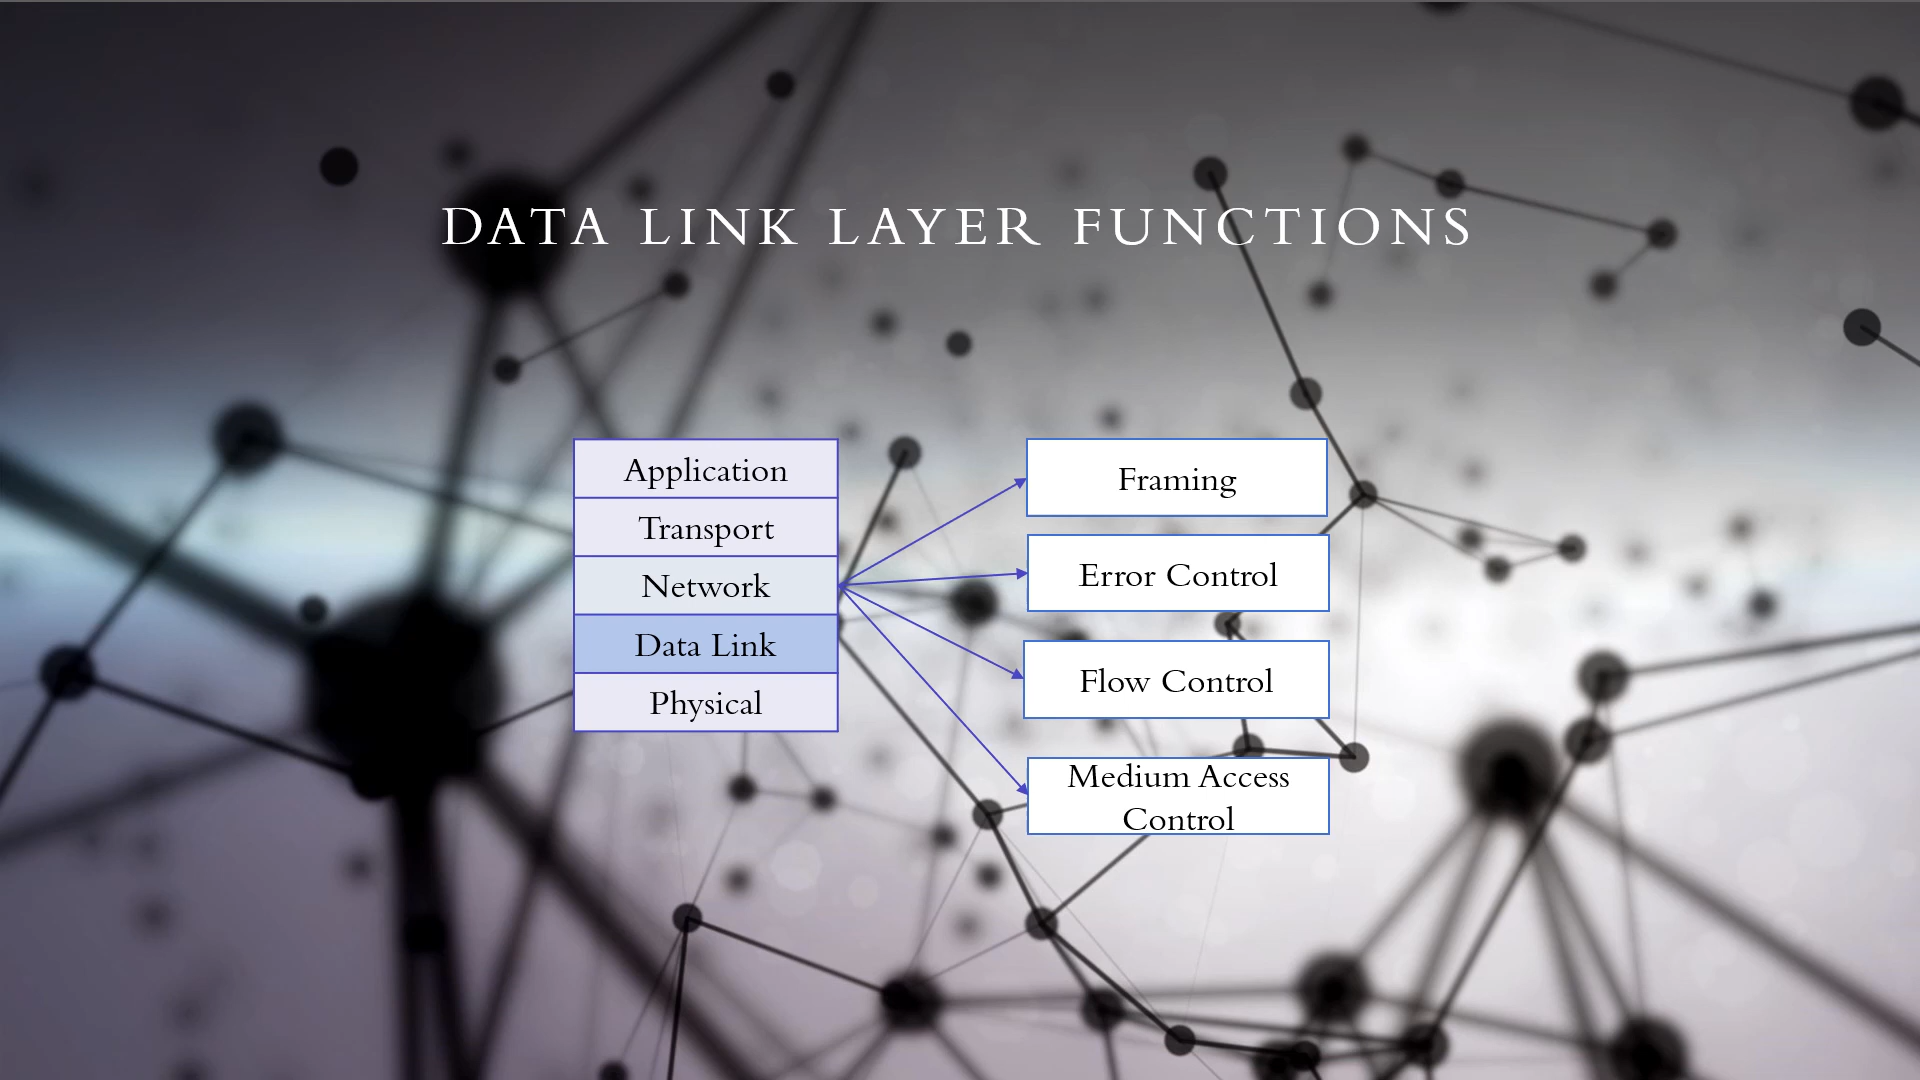 DATA LINK LAYER FUNCTIONS
Application
Transport
Network
Data Link
Physical
Framing
Error Control
Flow Control
Medium Access
Control